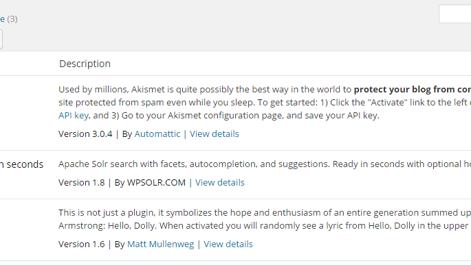 e (3)
Description
Used by millions, Akismet is quite possibly the best way in the world to protect your blog from
site protected from spam even while you sleep. To get started: 1) Click the "Activate" link to the left
API key, and 3) Go to your Akismet configuration page, and save your API key.
Version 3.0.4 | By Automattic | View details
n seconds
Apache Solr search with facets, autocompletion, and suggestions. Ready in seconds with optional
Version 1.8 | By WPSOLR.COM | View details
This is not just a plugin, it symbolizes the hope and enthusiasm of an entire generation summed
Armstrong: Hello, Dolly. When activated you will randomly see a lyric from Hello, Dolly in the upper
Version 1.6 | By Matt Mullenweg | View details